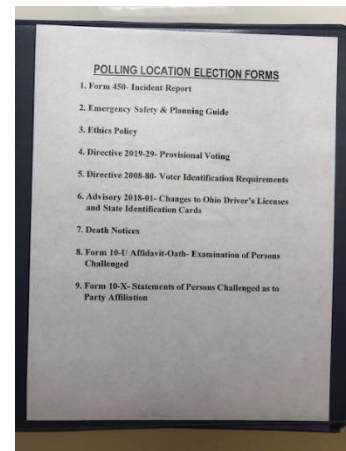 POLLING LOCATION ELECTION FORMS
1. Form 450- Incident Report
2. Emergency Safety & Planning Guide
3. Ethics Policy
4. Directive 2019-29- Provisional Voting
5. Directive 2008-80- Voter Identification Requirements
6. Advisory 2018-01- Changes to Ohio Driver's Licenses
and State Identification Cards
7. Death Notices
8. Form 10-U Affidavit-Oath- Examination of Persons
Challenged
9. Form 10-X- Statements of Persons Challenged as to
Party Affiliation